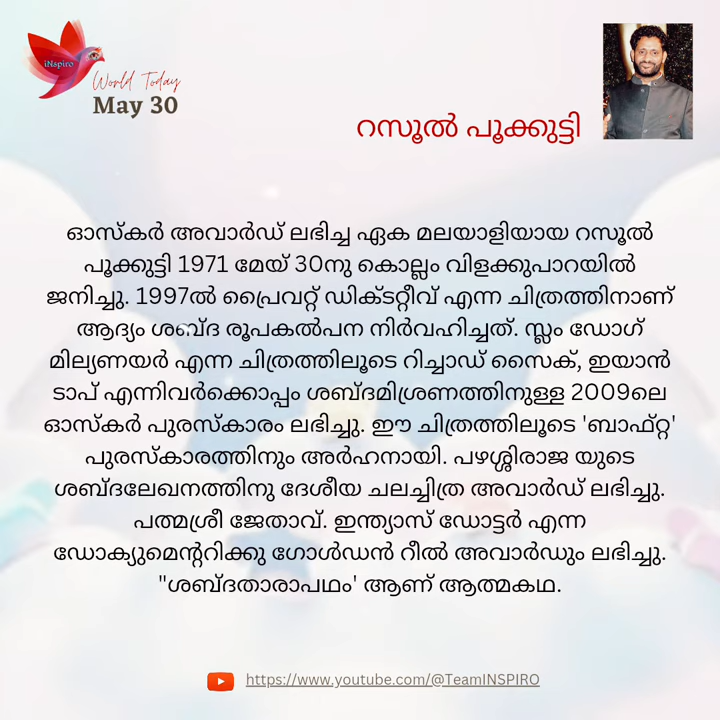 iNspiro
World Today
May 30
റസൂൽ പൂക്കുട്ടി
ഓസ്കർ അവാർഡ് ലഭിച്ച ഏക മലയാളിയായ റസൂൽ
പൂക്കുട്ടി 1971 മേയ് 30നു കൊല്ലം വിളക്കുപാറയിൽ
ജനിച്ചു. 1997ൽ പ്രൈവറ്റ് ഡിക്ടറ്റീവ് എന്ന ചിത്രത്തിനാണ്
ആദ്യം ശബ്ദ രൂപകൽപന നിർവഹിച്ചത്. സ്ലം ഡോഗ്
മില്യണയർ എന്ന ചിത്രത്തിലൂടെ റിച്ചാഡ് സൈക്, ഇയാൻ
ടാപ് എന്നിവർക്കൊപ്പം ശബ്ദമിശ്രണത്തിനുള്ള 2009ലെ
ഓസ്കർ പുരസ്കാരം ലഭിച്ചു. ഈ ചിത്രത്തിലൂടെ 'ബാഫ്റ്റ'
പുരസ്കാരത്തിനും അർഹനായി. പഴശ്ശിരാജ യുടെ
ശബ്ദലേഖനത്തിനു ദേശീയ ചലച്ചിത്ര അവാർഡ് ലഭിച്ചു.
പത്മശ്രീ ജേതാവ്. ഇന്ത്യാസ് ഡോട്ടർ എന്ന
ഡോക്യുമെന്ററിക്കു ഗോൾഡൻ റീൽ അവാർഡും ലഭിച്ചു.
"ശബ്ദതാരാപഥം' ആണ് ആത്മകഥ.
https://www.youtube.com/@TeamINSPIRO